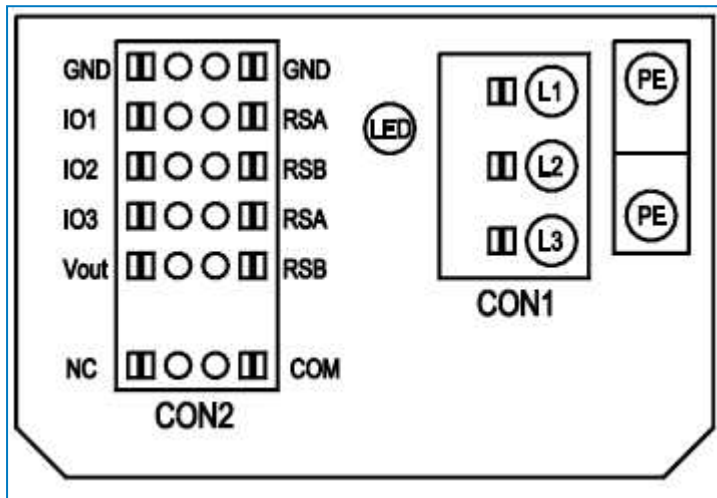 GND GND
IO1 RSA
IO2 RSB
IO3 RSA
Vout RSB
NC COM
CON2
LED
L1
L2
L3
CON1
PE
PE